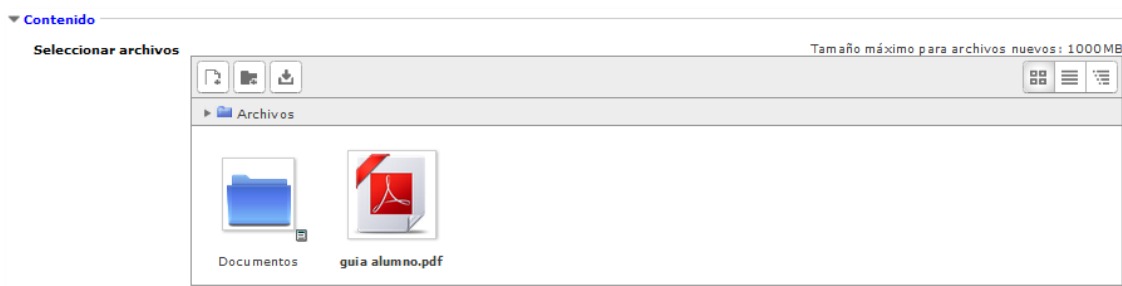 Contenido
Seleccionar archivos
Tamaño máximo para archivos nuevos: 1000MB
Archivos
Documentos
guia alumno.pdf